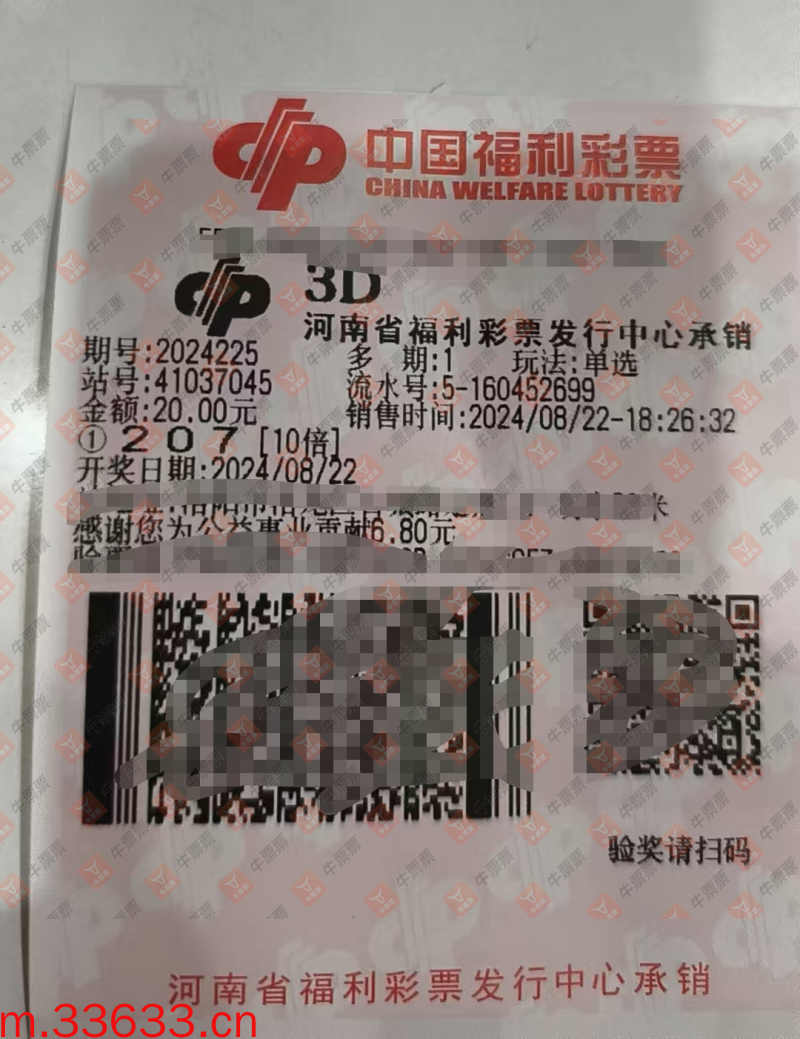 中国福利彩票
CHINA WELFARE LOTTERY
3D
河南省福利彩票发行中心承销
期号:2024225 多 期:1 玩法:单选
站号:41037045 流水号:5-160452699
金额:20.00元 销售时间:2024/08/22-18:26:32
① 2 0 7 [10倍]
开奖日期:2024/08/22
感谢您为公益事业贡献6.80元
验奖请扫码
河南省福利彩票发行中心承销
m.33633.cn
牛票票